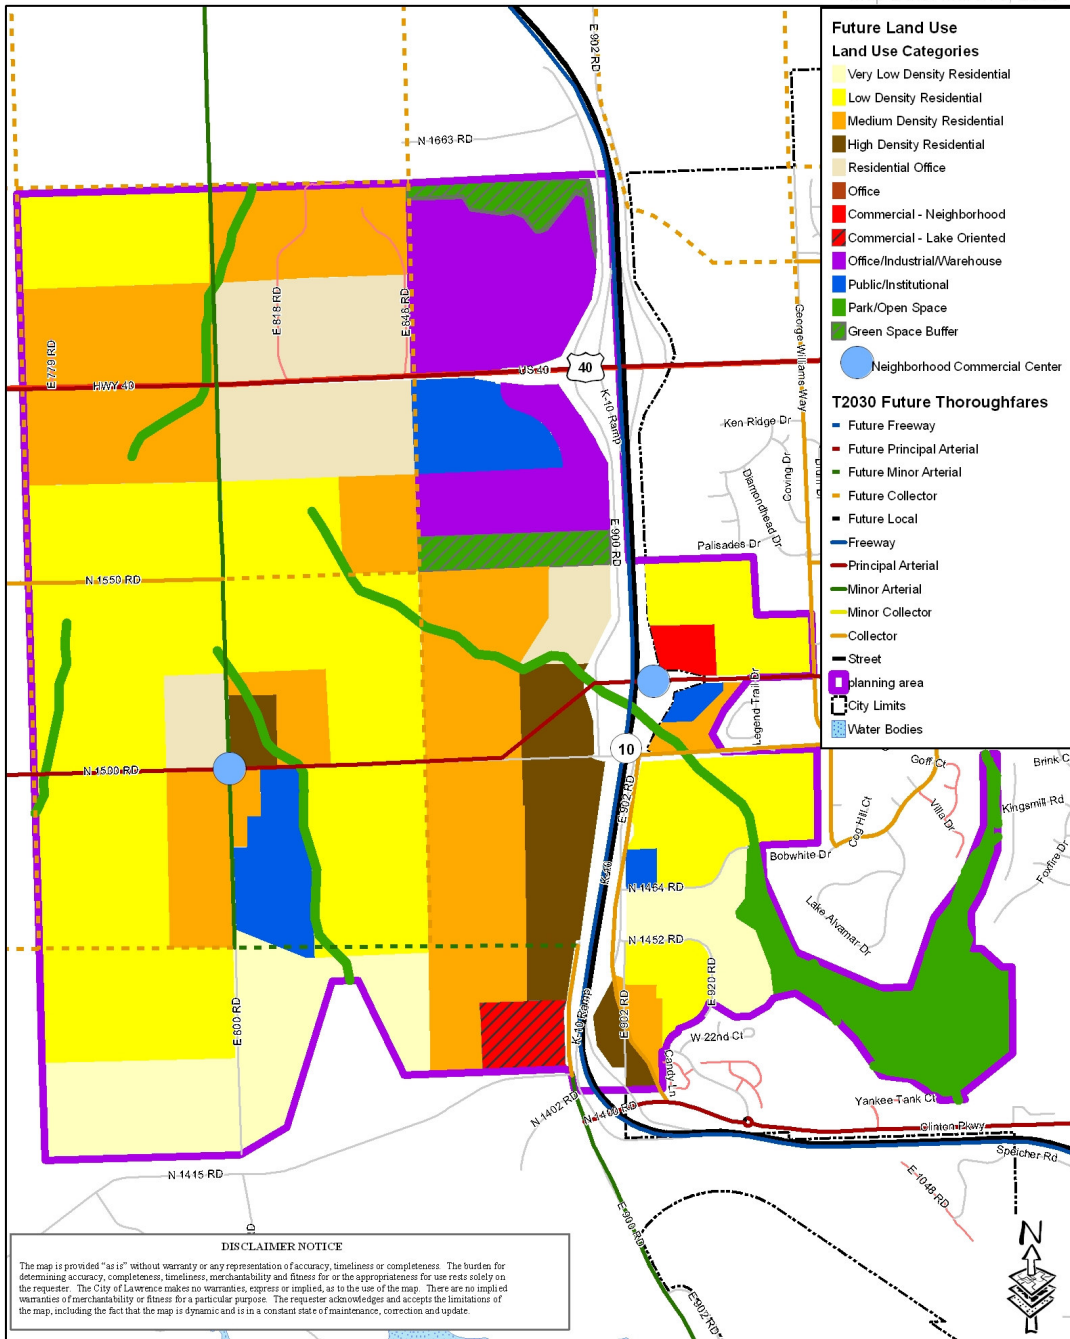 Future Land Use
Land Use Categories
Very Low Density Residential
Low Density Residential
Medium Density Residential
High Density Residential
Residential Office
Office
Commercial - Neighborhood
Commercial - Lake Oriented
Office/Industrial/Warehouse
Public/Institutional
Park/Open Space
Green Space Buffer
Neighborhood Commercial Center
T2030 Future Thoroughfares
Future Freeway
Future Principal Arterial
Future Minor Arterial
Future Collector
Future Local
Freeway
Principal Arterial
Minor Arterial
Minor Collector
Collector
Street
planning area
City Limits
Water Bodies
E 902 RD
N 1663 RD
E 818 RD
E 848 RD
E 779 RD
HWY 40
US 40
40
K-10 Ramp
George Williams Way
Ken Ridge Dr
Coving Dr
Diamondhead Dr
Palisades Dr
E 900 RD
N 1550 RD
Legend Trail Dr
10
N 1500 RD
E 902 RD
K-10
Goff Ct
Brink C
Kingsmill Rd
Villa Dr
Cog Hill Ct
Foxfire Dr
Bobwhite Dr
N 1464 RD
Lake Alvamar Dr
N 1452 RD
E 920 RD
E 800 RD
K-10 Ramp
E 902 RD
W 22nd Ct
Candy Ln
Yankee Tank Ct
N 1402 RD
N 1400 RD
Clinton Pkwy
Speicher Rd
N 1415 RD
E 1048 RD
E 900 RD
E 902 RD
RD
N
DISCLAIMER NOTICE
The map is provided "as is" without warranty or any representation of accuracy, timeliness or completeness. The burden for
determining accuracy, completeness, timeliness, merchantability and fitness for or the appropriateness for use rests solely on
the requester. The City of Lawrence makes no warranties, express or implied, as to the use of the map. There are no implied
warranties of merchantability or fitness for a particular purpose. The requester acknowledges and accepts the limitations of
the map, including the fact that the map is dynamic and is in a constant state of maintenance, correction and update.